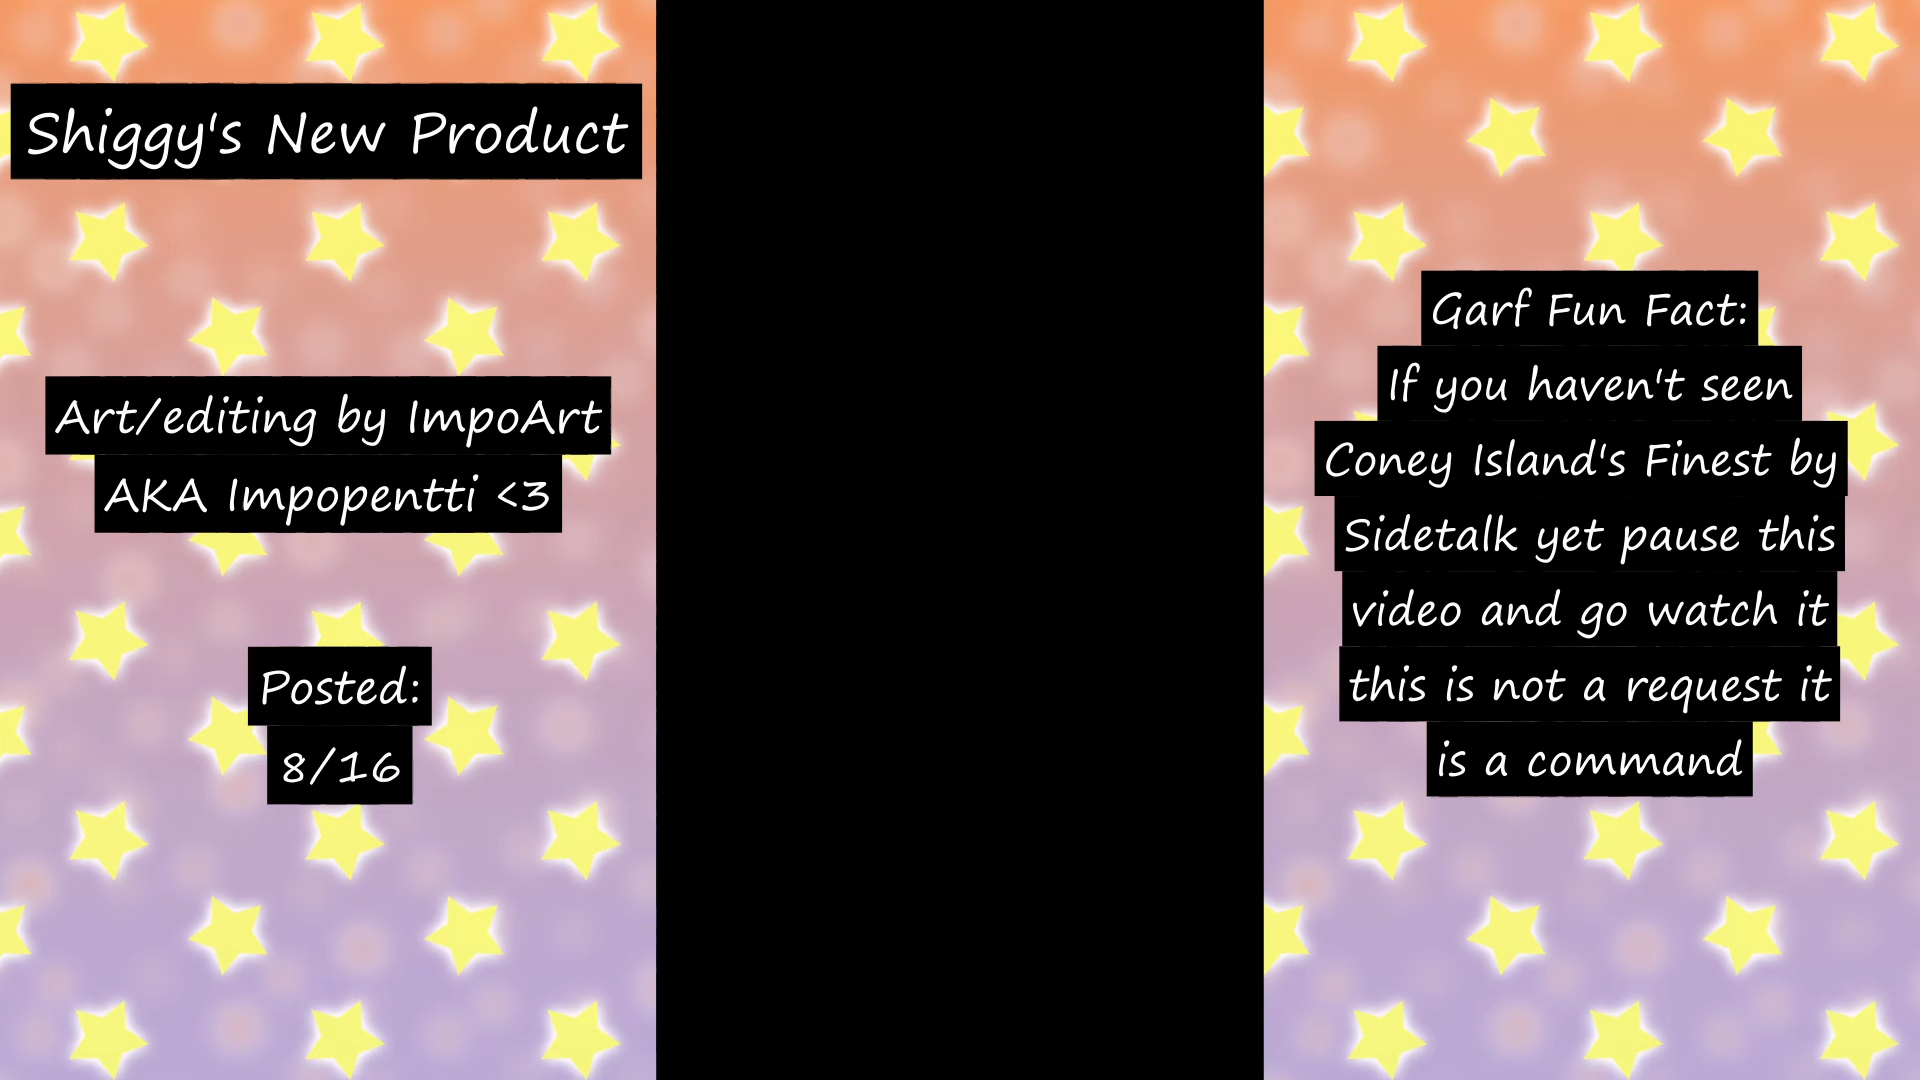 Shiggy's New Product
Art/editing by ImpoArt
AKA Impopentti <3
Posted:
8/16
Garf Fun Fact:
If you haven't seen
Coney Island's Finest by
Sidetalk yet pause this
video and go watch it
this is not a request it
is a command